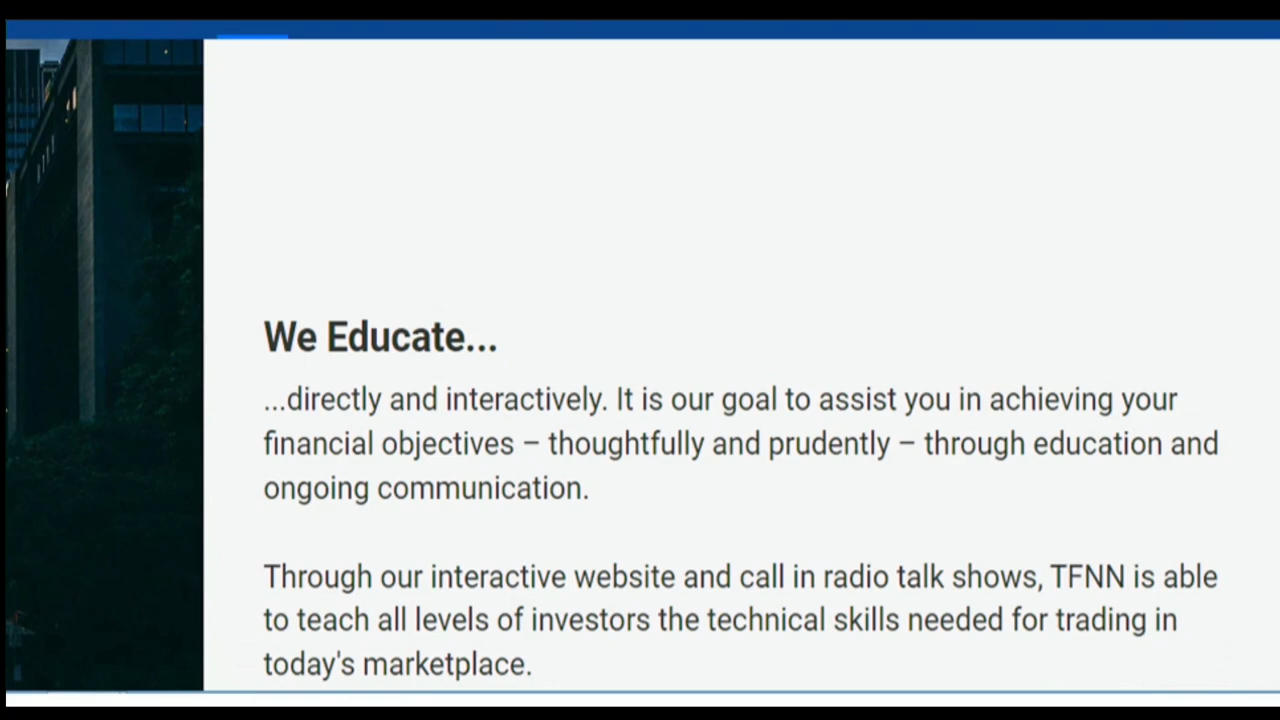 We Educate...
...directly and interactively. It is our goal to assist you in achieving your
financial objectives – thoughtfully and prudently – through education and
ongoing communication.
Through our interactive website and call in radio talk shows, TFNN is able
to teach all levels of investors the technical skills needed for trading in
today's marketplace.